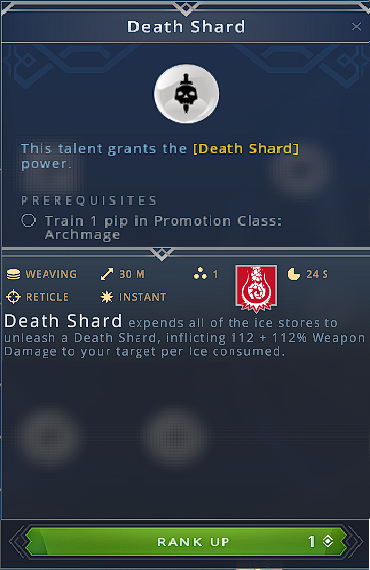 Death Shard
This talent grants the [Death Shard]
power.
PREREQUISITES
Train 1 pip in Promotion Class:
Archmage
WEAVING 30 M 1 24 S
RETICLE INSTANT
Death Shard expends all of the ice stores to
unleash a Death Shard, inflicting 112 + 112% Weapon
Damage to your target per Ice consumed.
RANK UP 1